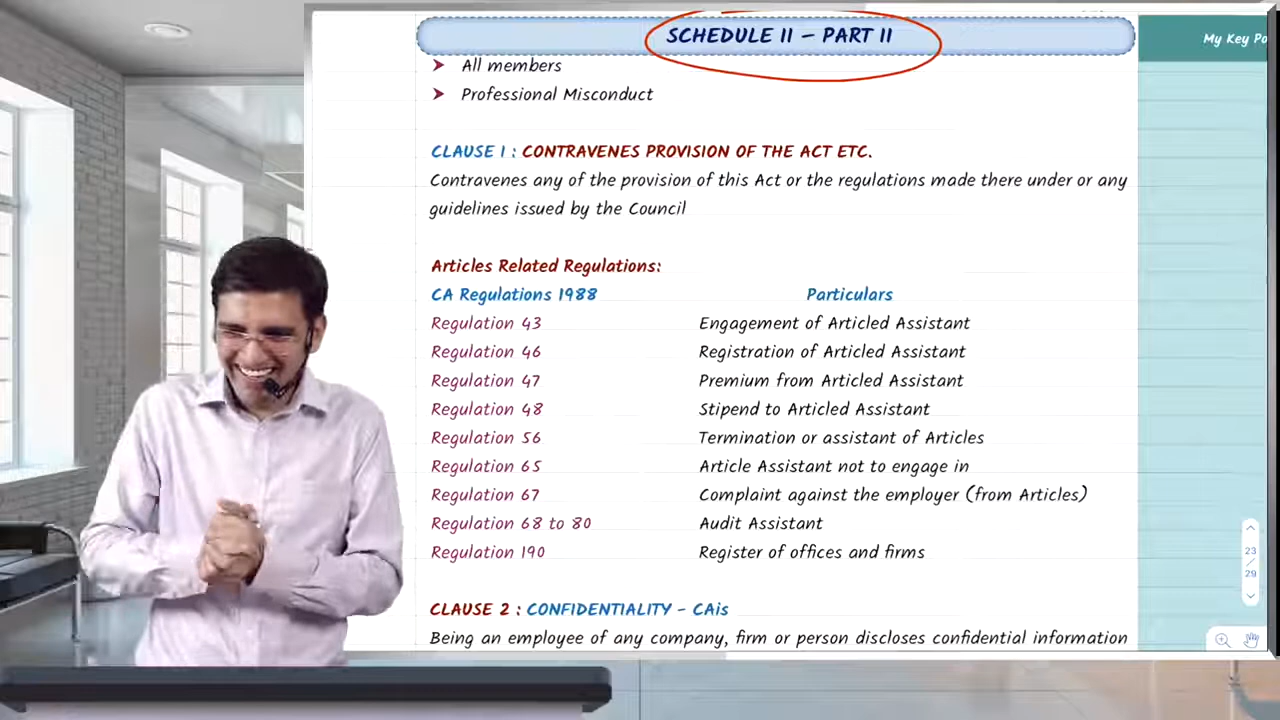 SCHEDULE II – PART II
My Key Po
➤ All members
➤ Professional Misconduct
CLAUSE 1 : CONTRAVENES PROVISION OF THE ACT ETC.
Contravenes any of the provision of this Act or the regulations made there under or any
guidelines issued by the Council
Articles Related Regulations:
CA Regulations 1988 Particulars
Regulation 43 Engagement of Articled Assistant
Regulation 46 Registration of Articled Assistant
Regulation 47 Premium from Articled Assistant
Regulation 48 Stipend to Articled Assistant
Regulation 56 Termination or assistant of Articles
Regulation 65 Article Assistant not to engage in
Regulation 67 Complaint against the employer (from Articles)
Regulation 68 to 80 Audit Assistant
Regulation 190 Register of offices and firms
23
/
29
CLAUSE 2 : CONFIDENTIALITY - CAis
Being an employee of any company, firm or person discloses confidential information